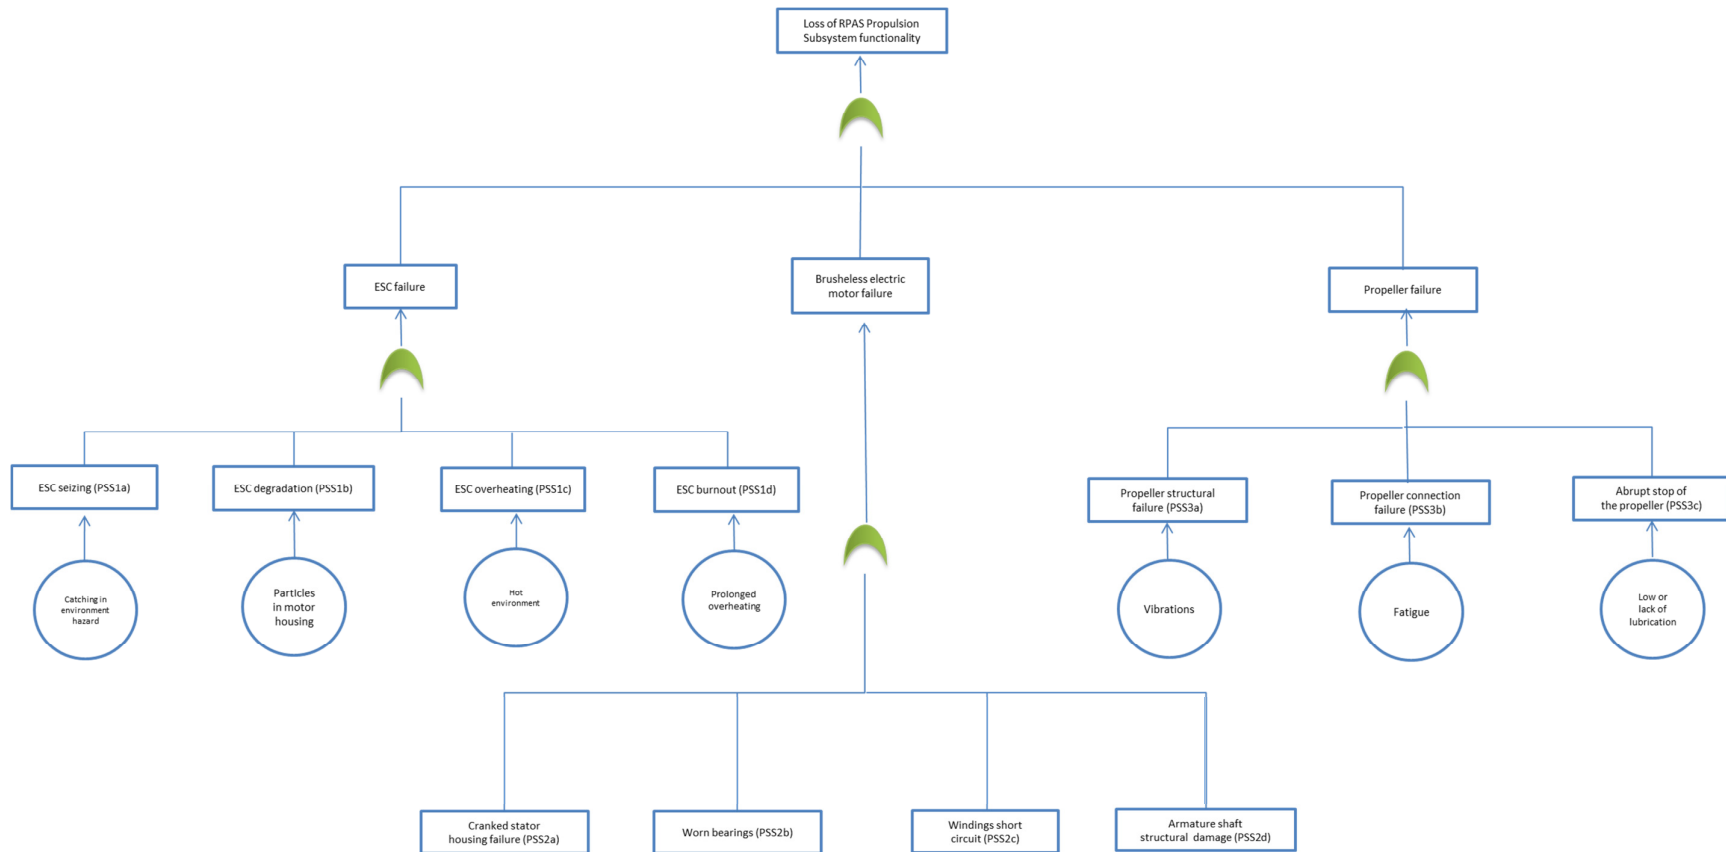 Loss of RPAS Propulsion
Subsystem functionality
ESC failure
Brusheless electric
motor failure
Propeller failure
ESC seizing (PSS1a)
ESC degradation (PSS1b)
ESC overheating (PSS1c)
ESC burnout (PSS1d)
Propeller structural
failure (PSS3a)
Propeller connection
failure (PSS3b)
Abrupt stop of
the propeller (PSS3c)
Catching in
environment
hazard
Particles
in motor
housing
Hot
environment
Prolonged
overheating
Vibrations
Fatigue
Low or
lack of
lubrication
Cranked stator
housing failure (PSS2a)
Worn bearings (PSS2b)
Windings short
circuit (PSS2c)
Armature shaft
structural damage (PSS2d)